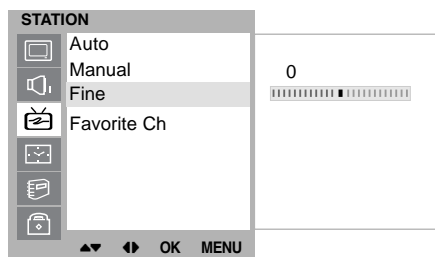 STATION
Auto
Manual
Fine
Favorite Ch
0
OK MENU